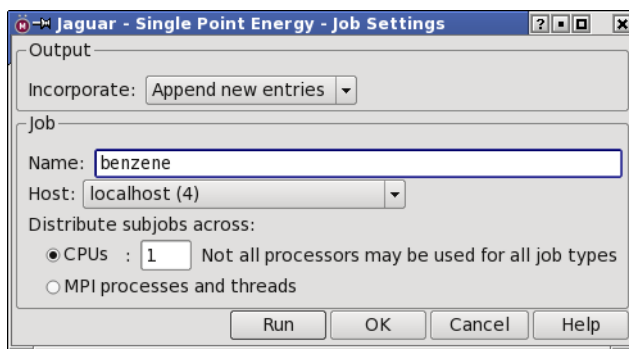 Jaguar - Single Point Energy - Job Settings
Output
Incorporate: Append new entries
Job
Name: benzene
Host: localhost (4)
Distribute subjobs across:
CPUs : 1 Not all processors may be used for all job types
MPI processes and threads
Run OK Cancel Help